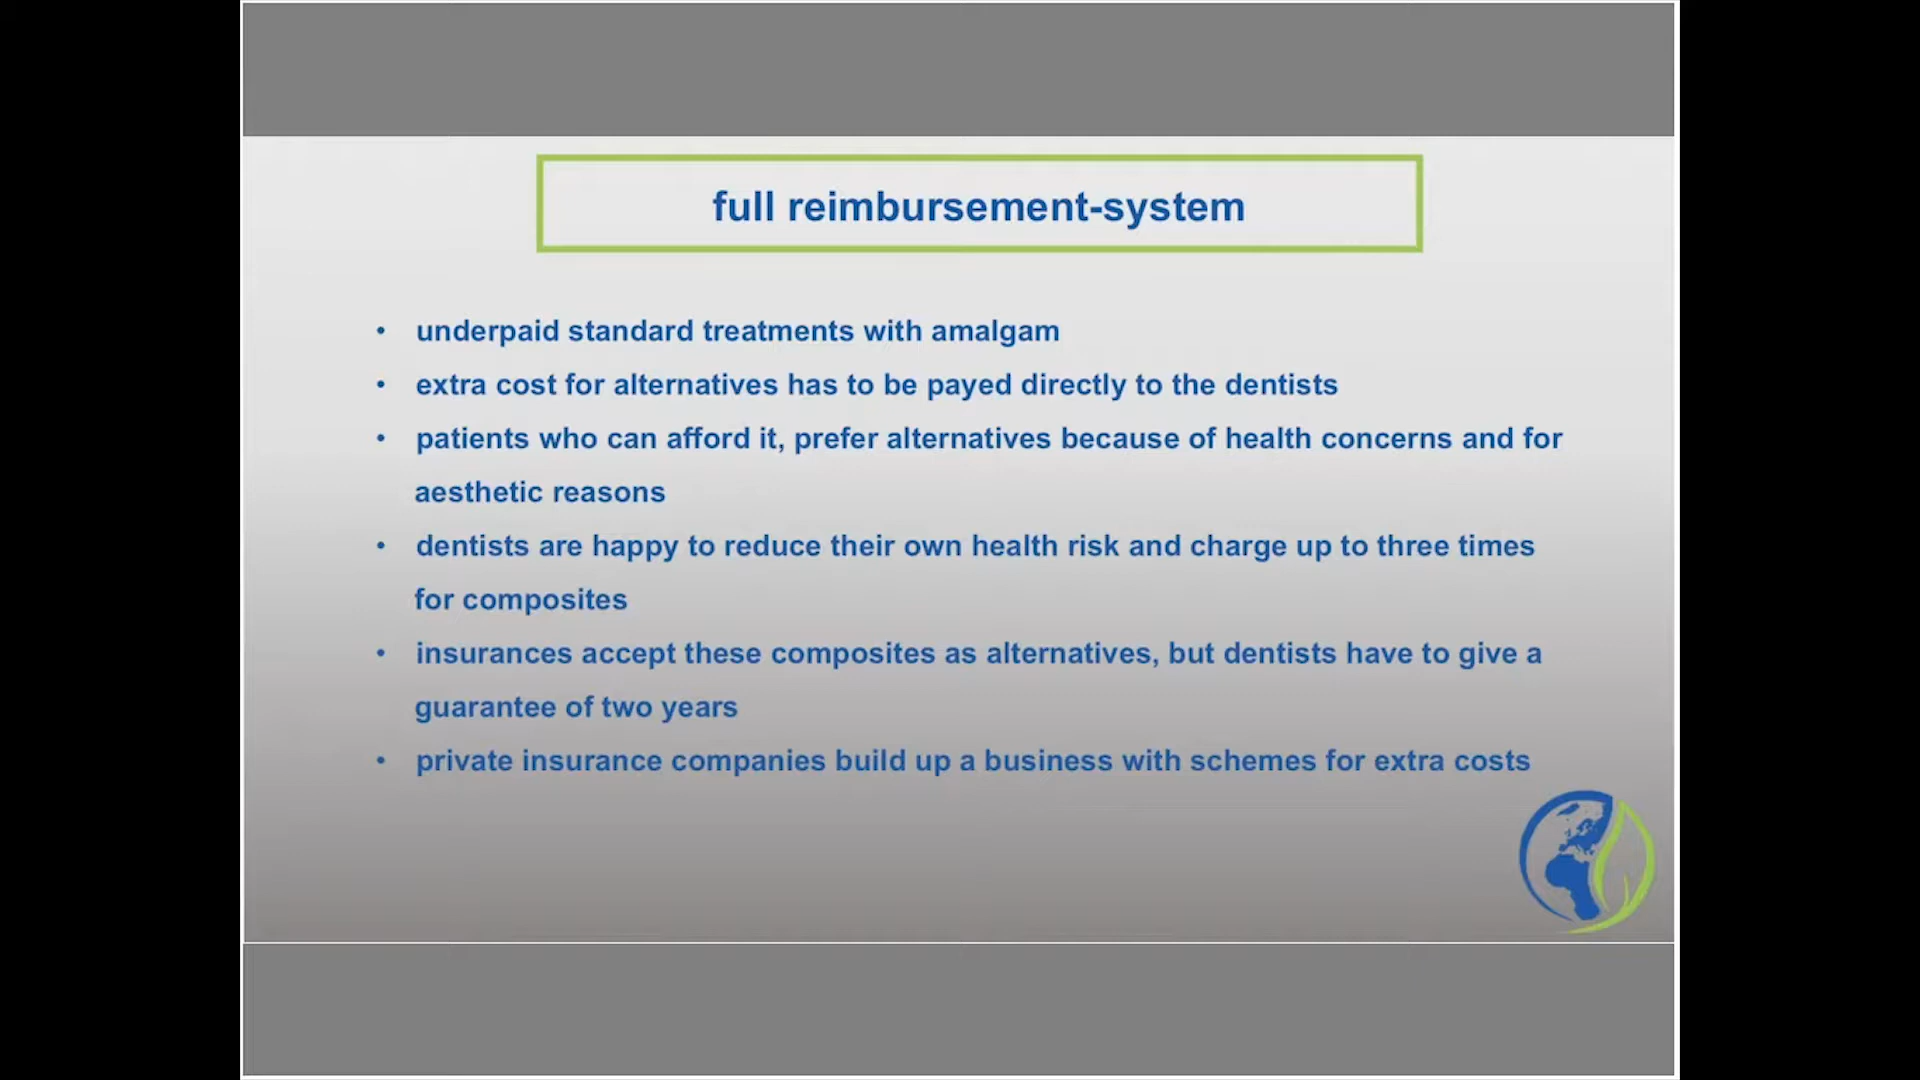 full reimbursement-system
• underpaid standard treatments with amalgam
• extra cost for alternatives has to be payed directly to the dentists
• patients who can afford it, prefer alternatives because of health concerns and for
aesthetic reasons
• dentists are happy to reduce their own health risk and charge up to three times
for composites
• insurances accept these composites as alternatives, but dentists have to give a
guarantee of two years
• private insurance companies build up a business with schemes for extra costs